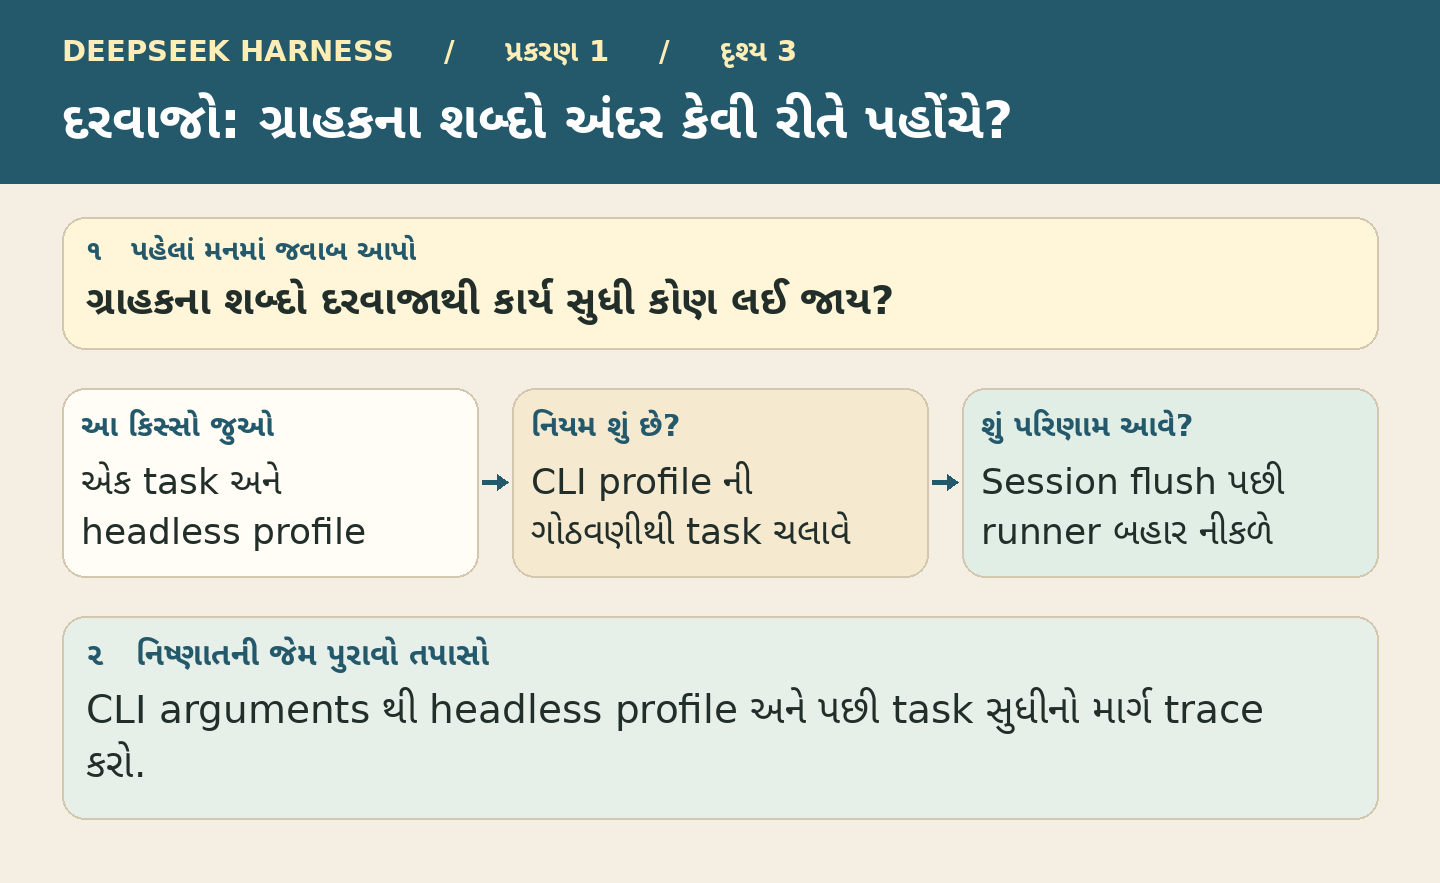 DEEPSEEK HARNESS / પ્રકરણ 1 / દૃશ્ય 3
દરવાજો: ગ્રાહકના શબ્દો અંદર કેવી રીતે પહોંચે?
૧ પહેલાં મનમાં જવાબ આપો
ગ્રાહકના શબ્દો દરવાજાથી કાર્ય સુધી કોણ લઈ જાય?
આ કિસ્સો જુઓ
એક task અને
headless profile
નિયમ શું છે?
CLI profile ની
ગોઠવણીથી task ચલાવે
શું પરિણામ આવે?
Session flush પછી
runner બહાર નીકળે
૨ નિષ્ણાતની જેમ પુરાવો તપાસો
CLI arguments થી headless profile અને પછી task સુધીનો માર્ગ trace
કરો.